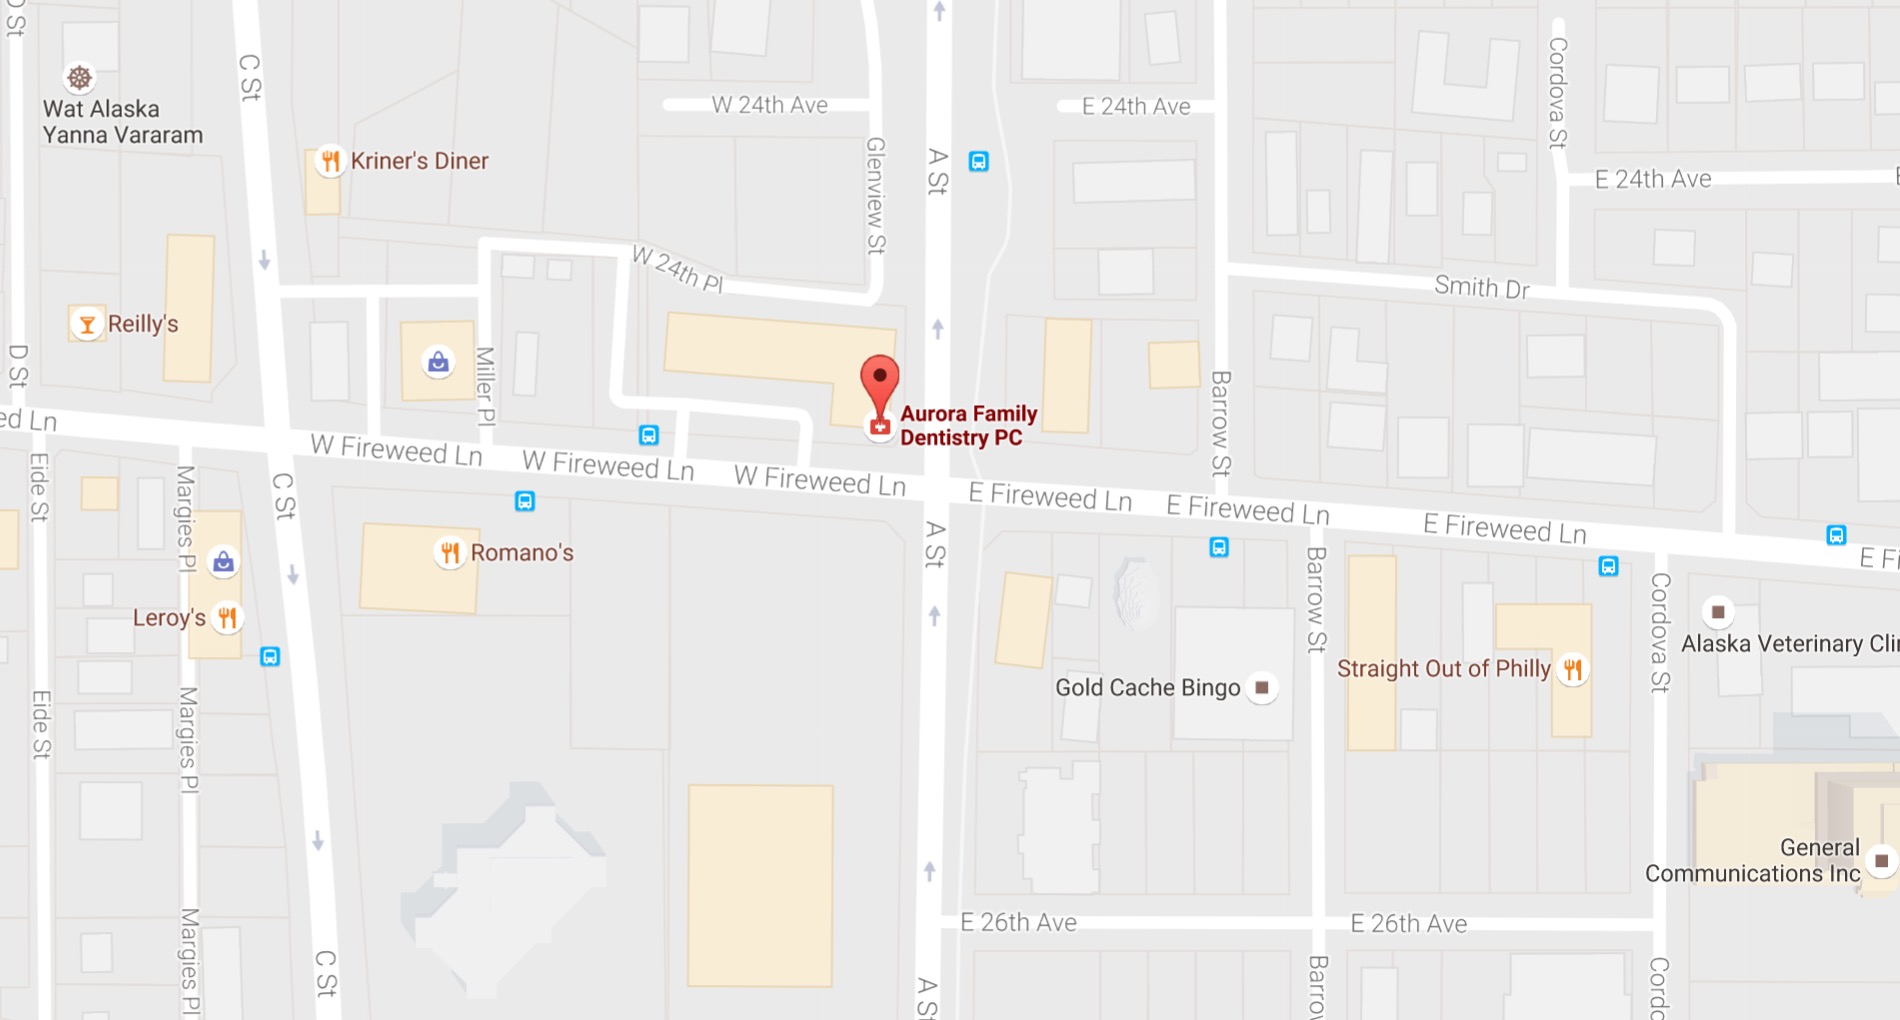 D St
C St
Wat Alaska
Yanna Vararam
Kriner's Diner
W 24th Ave
Glenview St
A St
E 24th Ave
Cordova St
E 24th Ave
W 24th Pl
Smith Dr
Reilly's
D St
Miller Pl
Barrow St
Aurora Family
Dentistry PC
ed Ln
W Fireweed Ln
W Fireweed Ln
W Fireweed Ln
E Fireweed Ln
E Fireweed Ln
E Fireweed Ln
E Fi
Eide St
Margies Pl
C St
A St
Romano's
Barrow St
Cordova St
Leroy's
Alaska Veterinary Clin
Straight Out of Philly
Gold Cache Bingo
Eide St
Margies Pl
General
Communications Inc
E 26th Ave
E 26th Ave
Margies Pl
C St
A St
Barrow
Cordo